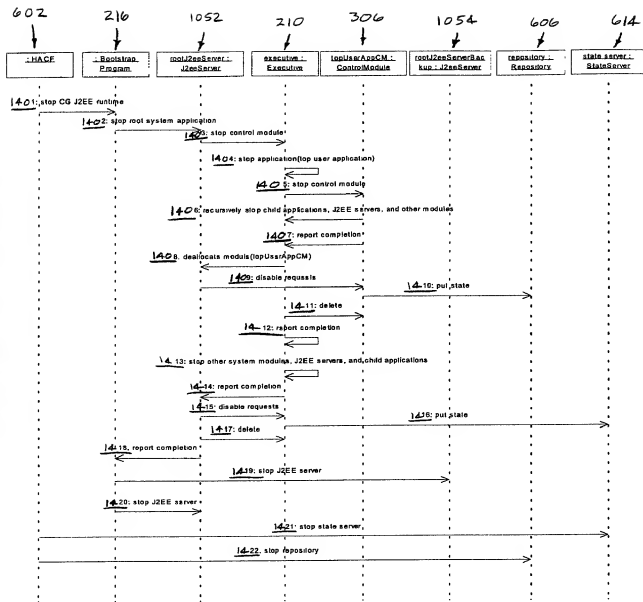 602 216 1052 210 306 1054 606 614
: HACF
: Bootstrap Program
rootJ2eeServer : J2eeServer
executive : Executive
topUserAppCM : ControlModule
rootJ2eeServerBackup : J2eeServer
repository : Repository
state server : StateServer
1401: stop CG J2EE runtime
1402: stop root system application
1403: stop control module
1404: stop application(top user application)
1405: stop control module
1406: recursively stop child applications, J2EE servers, and other modules
1407: report completion
1408: deallocate module(topUserAppCM)
1409: disable requests
1410: put state
1411: delete
1412: report completion
1413: stop other system modules, J2EE servers, and child applications
1414: report completion
1415: disable requests
1416: put state
1417: delete
1418: report completion
1419: stop J2EE server
1420: stop J2EE server
1421: stop state server
1422: stop repository